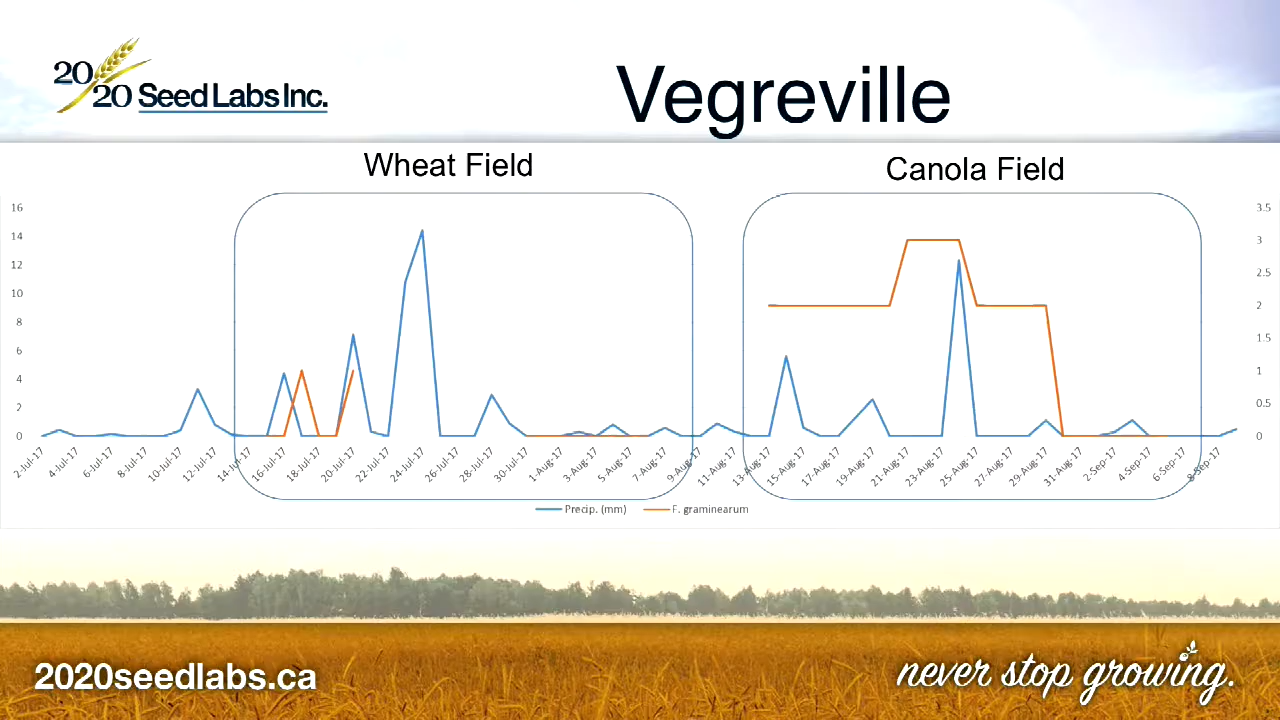 20
20 Seed Labs Inc.
Vegreville
Wheat Field
Canola Field
16
14
12
10
8
6
4
2
0
3.5
3
2.5
2
1.5
1
0.5
0
2-Jul-17
4-Jul-17
6-Jul-17
8-Jul-17
10-Jul-17
12-Jul-17
14-Jul-17
16-Jul-17
18-Jul-17
20-Jul-17
22-Jul-17
24-Jul-17
26-Jul-17
28-Jul-17
30-Jul-17
1-Aug-17
3-Aug-17
5-Aug-17
7-Aug-17
9-Aug-17
11-Aug-17
13-Aug-17
15-Aug-17
17-Aug-17
19-Aug-17
21-Aug-17
23-Aug-17
25-Aug-17
27-Aug-17
29-Aug-17
31-Aug-17
2-Sep-17
4-Sep-17
6-Sep-17
8-Sep-17
Precip. (mm)
F. graminearum
2020seedlabs.ca
never stop growing.